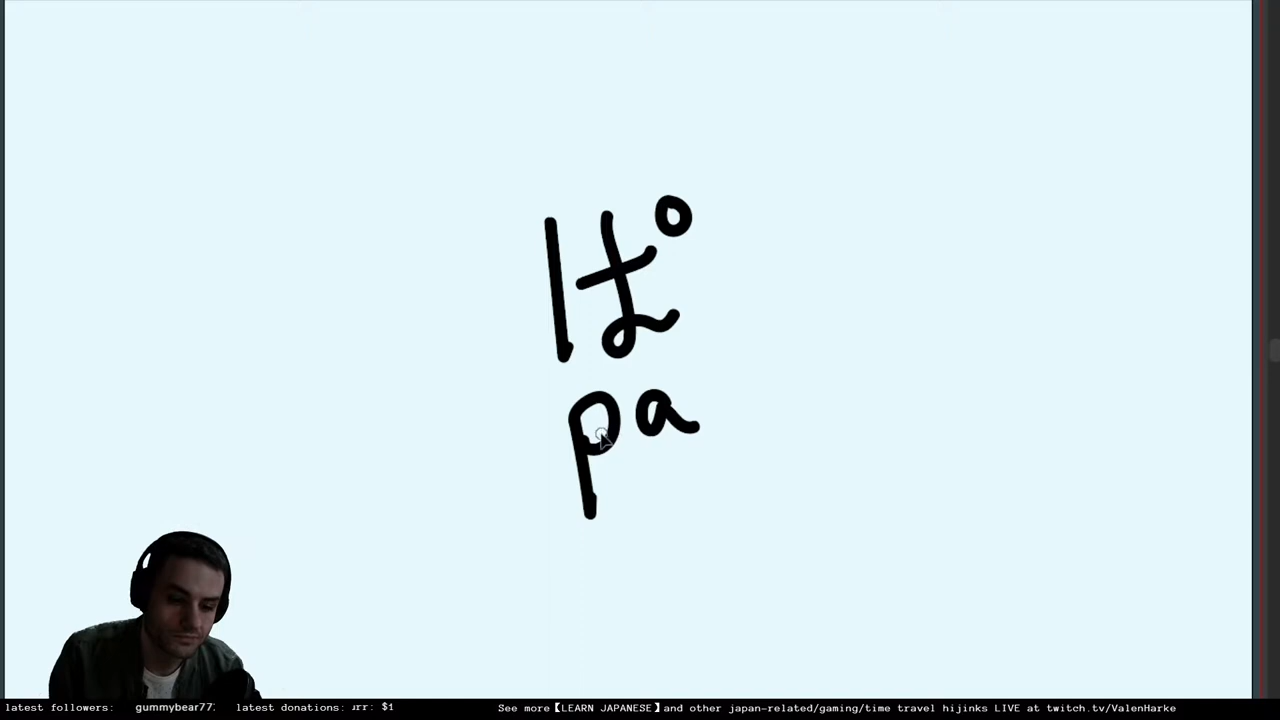 ぱ
pa
latest followers: gummybear77 latest donations: urr: $1 See more【LEARN JAPANESE】and other japan-related/gaming/time travel hijinks LIVE at twitch.tv/ValenHarke